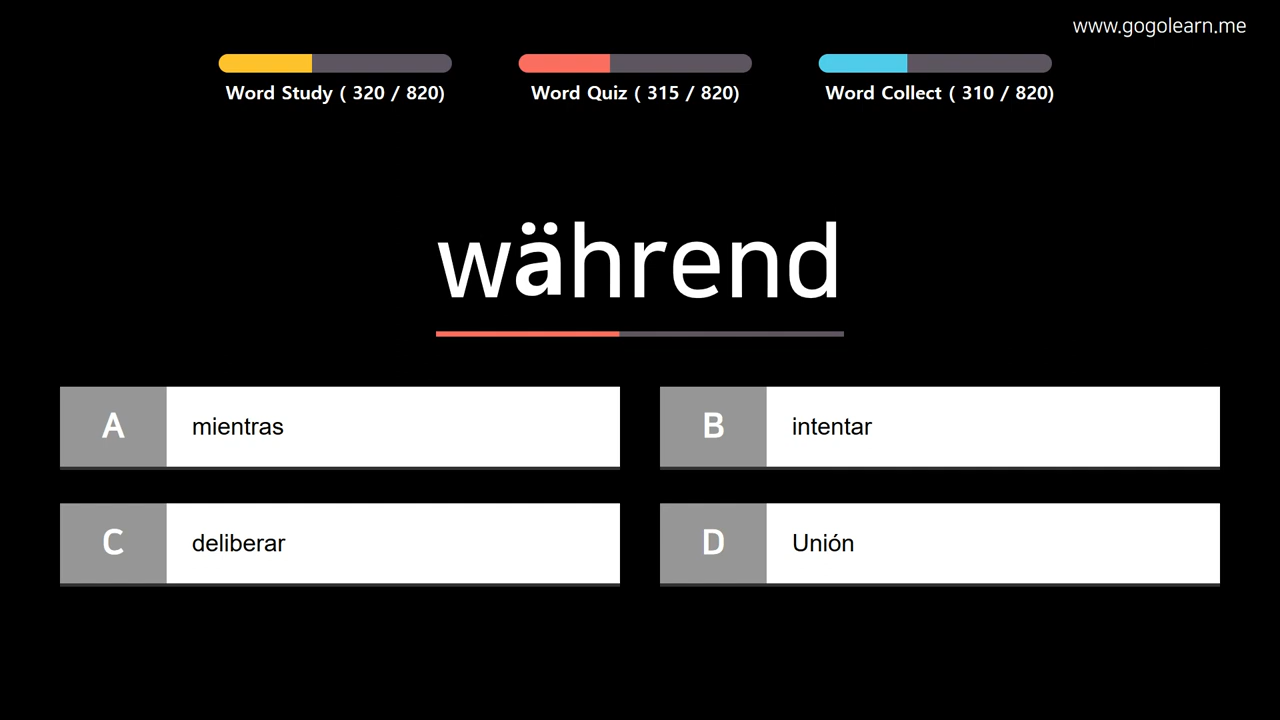 www.gogolearn.me
Word Study ( 320 / 820)
Word Quiz ( 315 / 820)
Word Collect ( 310 / 820)
während
A mientras
B intentar
C deliberar
D Unión